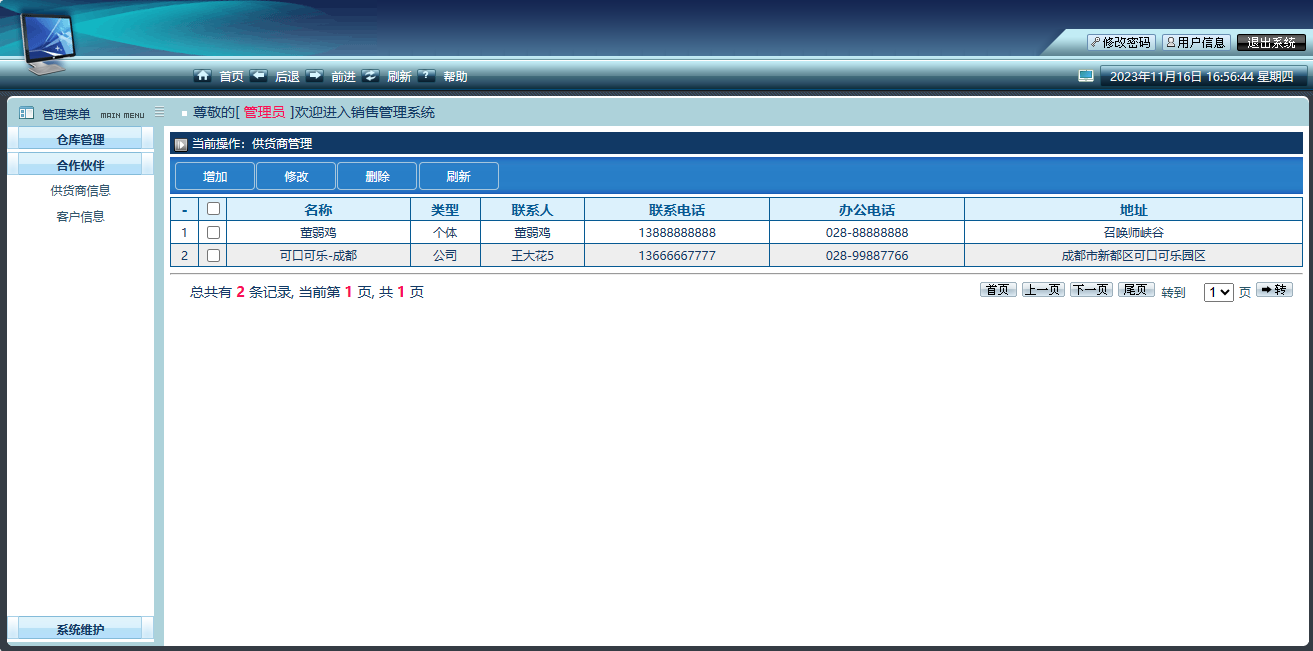 修改密码 用户信息 退出系统
首页 后退 前进 刷新 ? 帮助 2023年11月16日 16:56:44 星期四
管理菜单 MAIN MENU 尊敬的[ 管理员 ]欢迎进入销售管理系统
仓库管理
合作伙伴
供货商信息
客户信息
系统维护
当前操作：供货商管理
增加 修改 删除 刷新
- 名称 类型 联系人 联系电话 办公电话 地址
1 董弱鸡 个体 董弱鸡 13888888888 028-88888888 召唤师峡谷
2 可口可乐-成都 公司 王大花5 13666667777 028-99887766 成都市新都区可口可乐园区
总共有 2 条记录, 当前第 1 页, 共 1 页 首页 上一页 下一页 尾页 转到 1 页 转